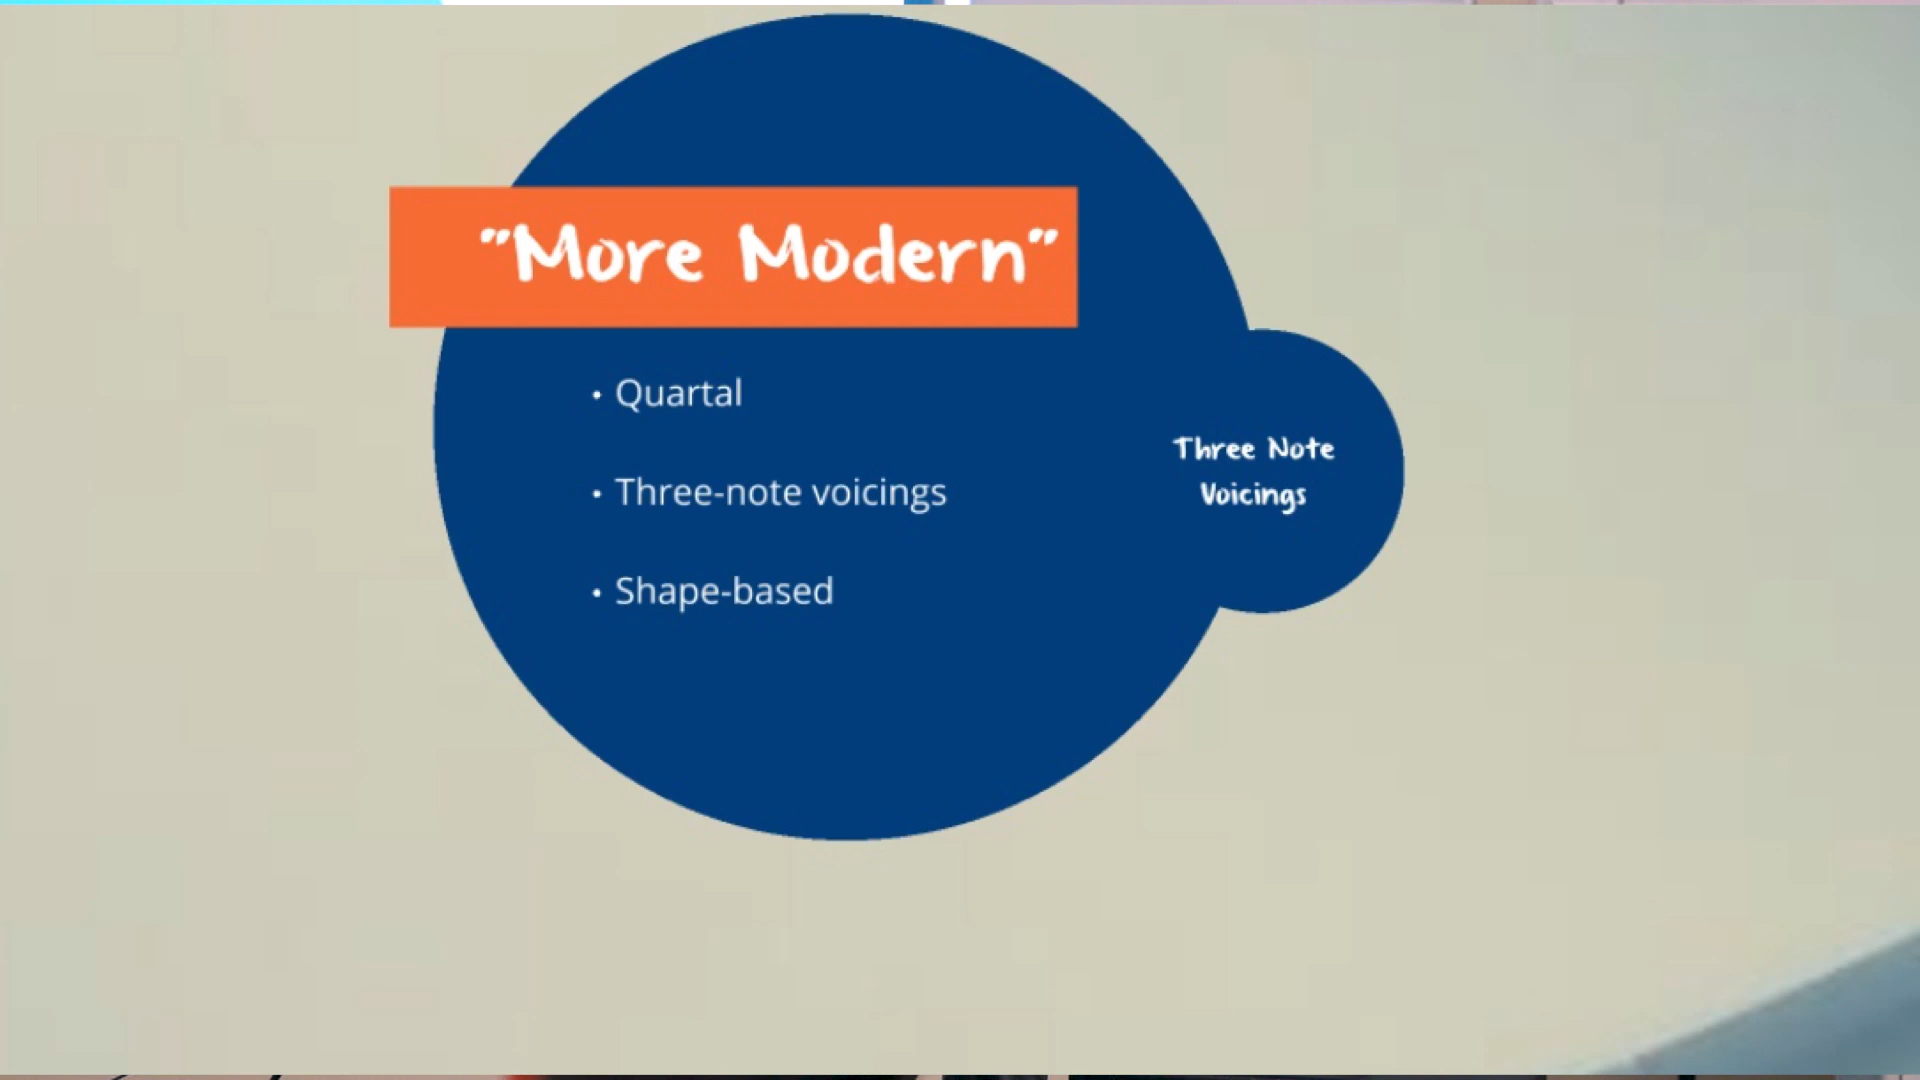 "More Modern"
• Quartal
• Three-note voicings
• Shape-based
Three Note
Voicings